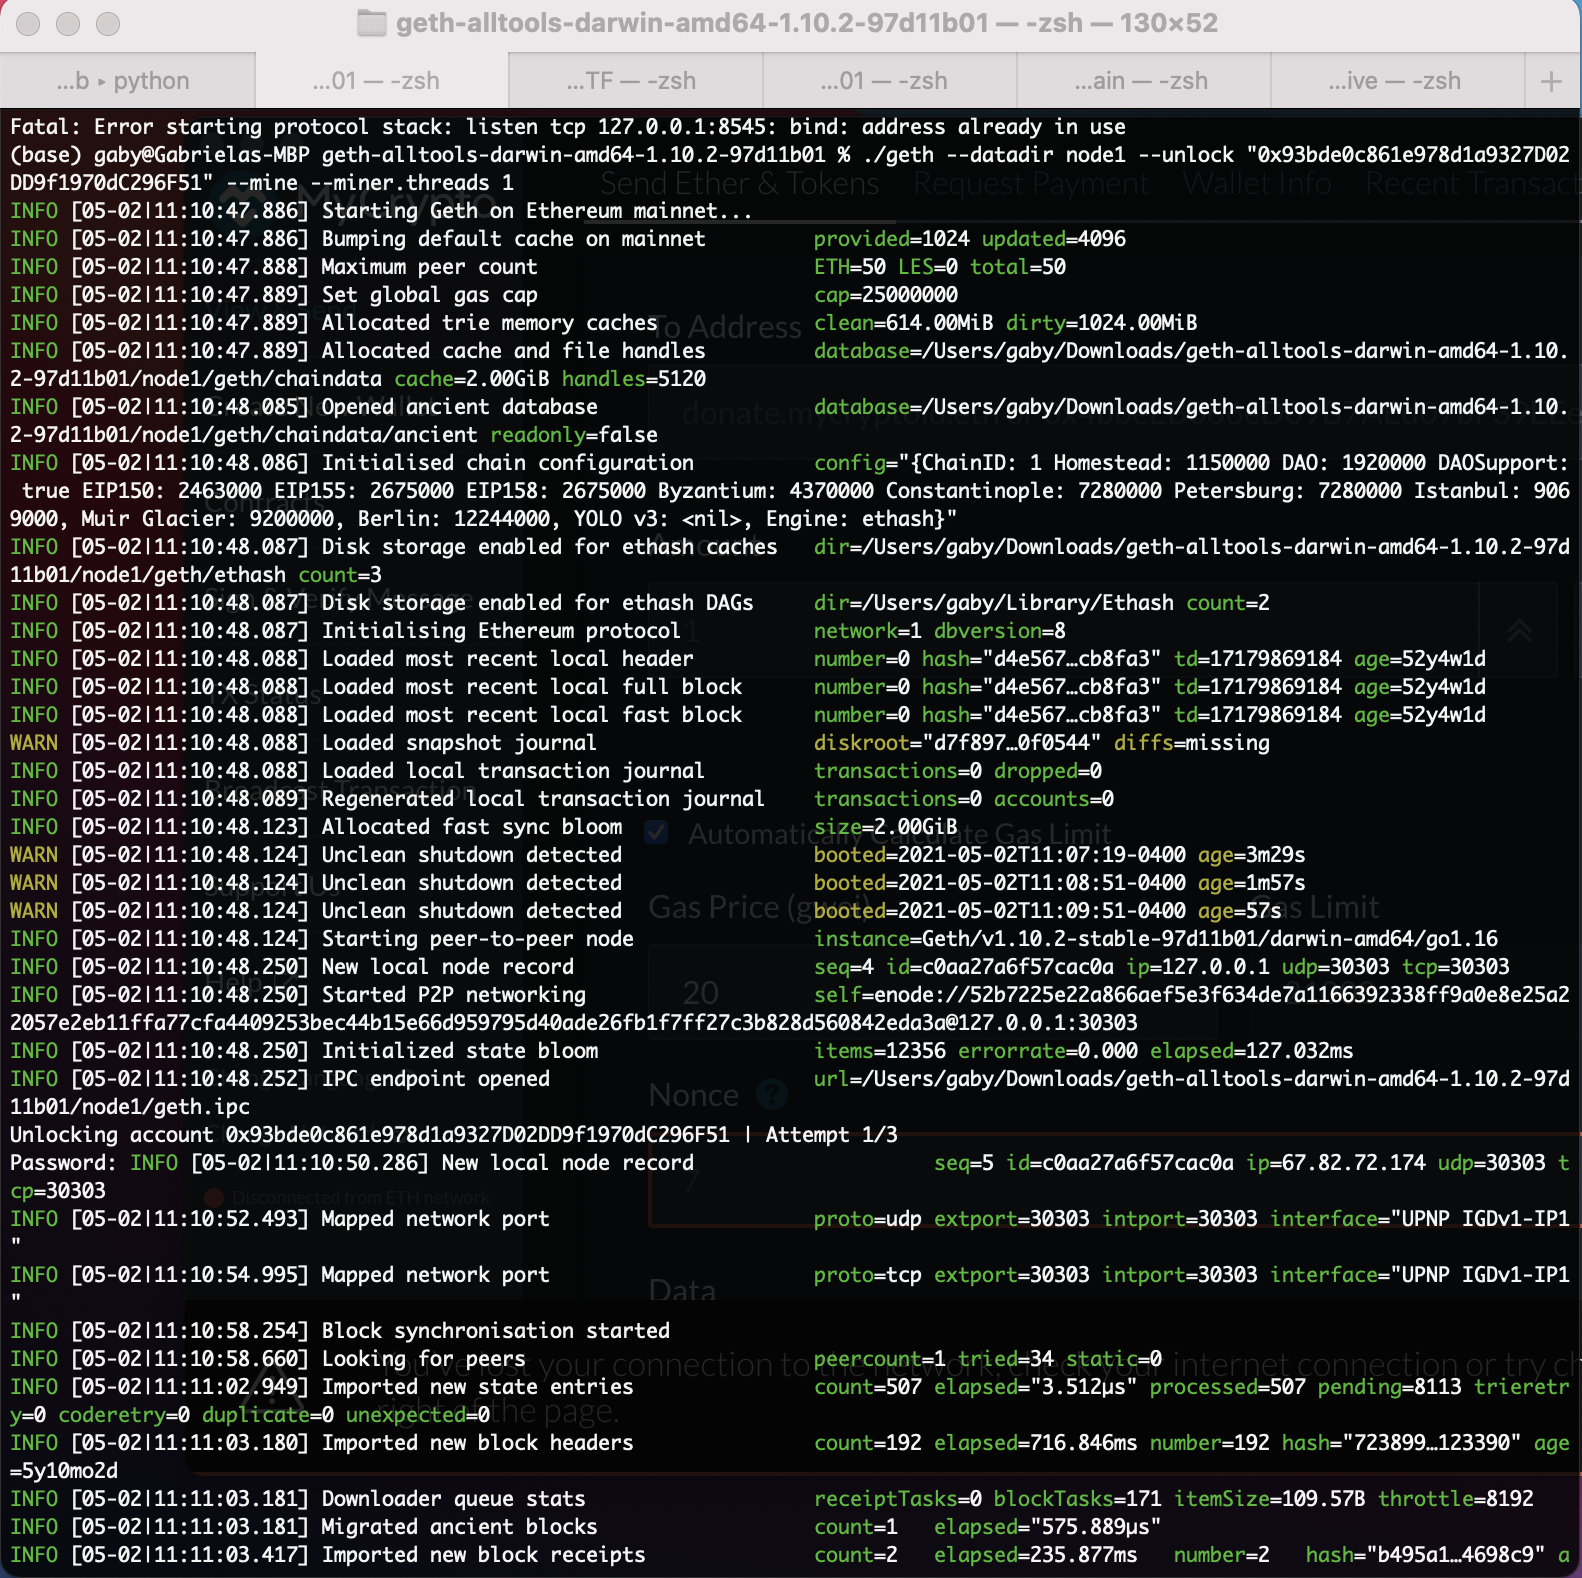 geth-alltools-darwin-amd64-1.10.2-97d11b01 — -zsh — 130×52
...b ▸ python ...01 — -zsh ...TF — -zsh ...01 — -zsh ...ain — -zsh ...ive — -zsh +
Fatal: Error starting protocol stack: listen tcp 127.0.0.1:8545: bind: address already in use
(base) gaby@Gabrielas-MBP geth-alltools-darwin-amd64-1.10.2-97d11b01 % ./geth --datadir node1 --unlock "0x93bde0c861e978d1a9327D02
DD9f1970dC296F51" --mine --miner.threads 1
INFO [05-02|11:10:47.886] Starting Geth on Ethereum mainnet...
INFO [05-02|11:10:47.886] Bumping default cache on mainnet provided=1024 updated=4096
INFO [05-02|11:10:47.888] Maximum peer count ETH=50 LES=0 total=50
INFO [05-02|11:10:47.889] Set global gas cap cap=25000000
INFO [05-02|11:10:47.889] Allocated trie memory caches clean=614.00MiB dirty=1024.00MiB
INFO [05-02|11:10:47.889] Allocated cache and file handles database=/Users/gaby/Downloads/geth-alltools-darwin-amd64-1.10.
2-97d11b01/node1/geth/chaindata cache=2.00GiB handles=5120
INFO [05-02|11:10:48.085] Opened ancient database database=/Users/gaby/Downloads/geth-alltools-darwin-amd64-1.10.
2-97d11b01/node1/geth/chaindata/ancient readonly=false
INFO [05-02|11:10:48.086] Initialised chain configuration config="{ChainID: 1 Homestead: 1150000 DAO: 1920000 DAOSupport:
true EIP150: 2463000 EIP155: 2675000 EIP158: 2675000 Byzantium: 4370000 Constantinople: 7280000 Petersburg: 7280000 Istanbul: 906
9000, Muir Glacier: 9200000, Berlin: 12244000, YOLO v3: <nil>, Engine: ethash}"
INFO [05-02|11:10:48.087] Disk storage enabled for ethash caches dir=/Users/gaby/Downloads/geth-alltools-darwin-amd64-1.10.2-97d
11b01/node1/geth/ethash count=3
INFO [05-02|11:10:48.087] Disk storage enabled for ethash DAGs dir=/Users/gaby/Library/Ethash count=2
INFO [05-02|11:10:48.087] Initialising Ethereum protocol network=1 dbversion=8
INFO [05-02|11:10:48.088] Loaded most recent local header number=0 hash="d4e567…cb8fa3" td=17179869184 age=52y4w1d
INFO [05-02|11:10:48.088] Loaded most recent local full block number=0 hash="d4e567…cb8fa3" td=17179869184 age=52y4w1d
INFO [05-02|11:10:48.088] Loaded most recent local fast block number=0 hash="d4e567…cb8fa3" td=17179869184 age=52y4w1d
WARN [05-02|11:10:48.088] Loaded snapshot journal diskroot="d7f897…0f0544" diffs=missing
INFO [05-02|11:10:48.088] Loaded local transaction journal transactions=0 dropped=0
INFO [05-02|11:10:48.089] Regenerated local transaction journal transactions=0 accounts=0
INFO [05-02|11:10:48.123] Allocated fast sync bloom size=2.00GiB
WARN [05-02|11:10:48.124] Unclean shutdown detected booted=2021-05-02T11:07:19-0400 age=3m29s
WARN [05-02|11:10:48.124] Unclean shutdown detected booted=2021-05-02T11:08:51-0400 age=1m57s
WARN [05-02|11:10:48.124] Unclean shutdown detected booted=2021-05-02T11:09:51-0400 age=57s
INFO [05-02|11:10:48.124] Starting peer-to-peer node instance=Geth/v1.10.2-stable-97d11b01/darwin-amd64/go1.16
INFO [05-02|11:10:48.250] New local node record seq=4 id=c0aa27a6f57cac0a ip=127.0.0.1 udp=30303 tcp=30303
INFO [05-02|11:10:48.250] Started P2P networking self=enode://52b7225e22a866aef5e3f634de7a1166392338ff9a0e8e25a2
2057e2eb11ffa77cfa4409253bec44b15e66d959795d40ade26fb1f7ff27c3b828d560842eda3a@127.0.0.1:30303
INFO [05-02|11:10:48.250] Initialized state bloom items=12356 errorrate=0.000 elapsed=127.032ms
INFO [05-02|11:10:48.252] IPC endpoint opened url=/Users/gaby/Downloads/geth-alltools-darwin-amd64-1.10.2-97d
11b01/node1/geth.ipc
Unlocking account 0x93bde0c861e978d1a9327D02DD9f1970dC296F51 | Attempt 1/3
Password: INFO [05-02|11:10:50.286] New local node record seq=5 id=c0aa27a6f57cac0a ip=67.82.72.174 udp=30303 t
cp=30303
INFO [05-02|11:10:52.493] Mapped network port proto=udp extport=30303 intport=30303 interface="UPNP IGDv1-IP1
"
INFO [05-02|11:10:54.995] Mapped network port proto=tcp extport=30303 intport=30303 interface="UPNP IGDv1-IP1
"
INFO [05-02|11:10:58.254] Block synchronisation started
INFO [05-02|11:10:58.660] Looking for peers peercount=1 tried=34 static=0
INFO [05-02|11:11:02.949] Imported new state entries count=507 elapsed="3.512µs" processed=507 pending=8113 trieretr
y=0 coderetry=0 duplicate=0 unexpected=0
INFO [05-02|11:11:03.180] Imported new block headers count=192 elapsed=716.846ms number=192 hash="723899…123390" age
=5y10mo2d
INFO [05-02|11:11:03.181] Downloader queue stats receiptTasks=0 blockTasks=171 itemSize=109.57B throttle=8192
INFO [05-02|11:11:03.181] Migrated ancient blocks count=1 elapsed="575.889µs"
INFO [05-02|11:11:03.417] Imported new block receipts count=2 elapsed=235.877ms number=2 hash="b495a1…4698c9" a